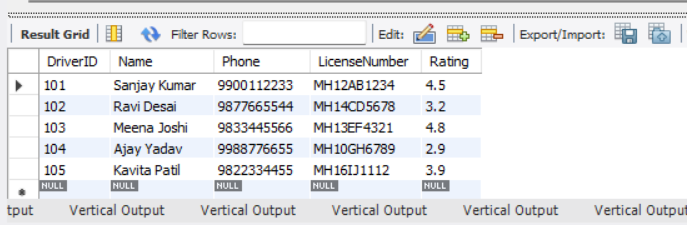 Result Grid Filter Rows: Edit: Export/Import:
DriverID Name Phone LicenseNumber Rating
101 Sanjay Kumar 9900112233 MH12AB1234 4.5
102 Ravi Desai 9877665544 MH14CD5678 3.2
103 Meena Joshi 9833445566 MH13EF4321 4.8
104 Ajay Yadav 9988776655 MH10GH6789 2.9
105 Kavita Patil 9822334455 MH16IJ1112 3.9
NULL NULL NULL NULL NULL
tput Vertical Output Vertical Output Vertical Output Vertical Output Vertical Output